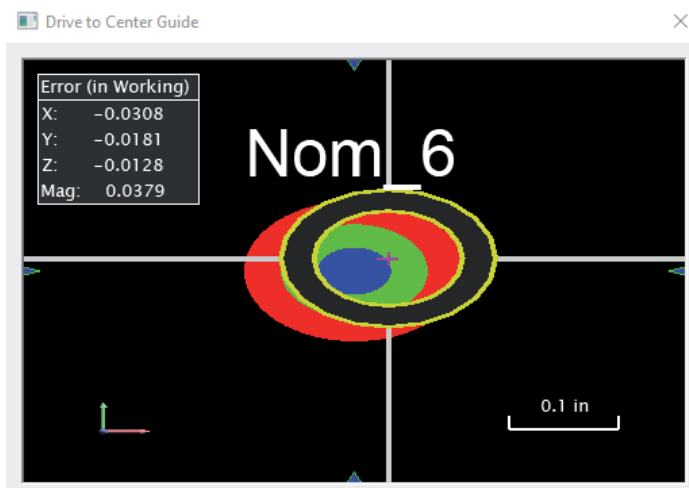 Drive to Center Guide
Error (in Working)
X: -0.0308
Y: -0.0181
Z: -0.0128
Mag: 0.0379
Nom_6
0.1 in